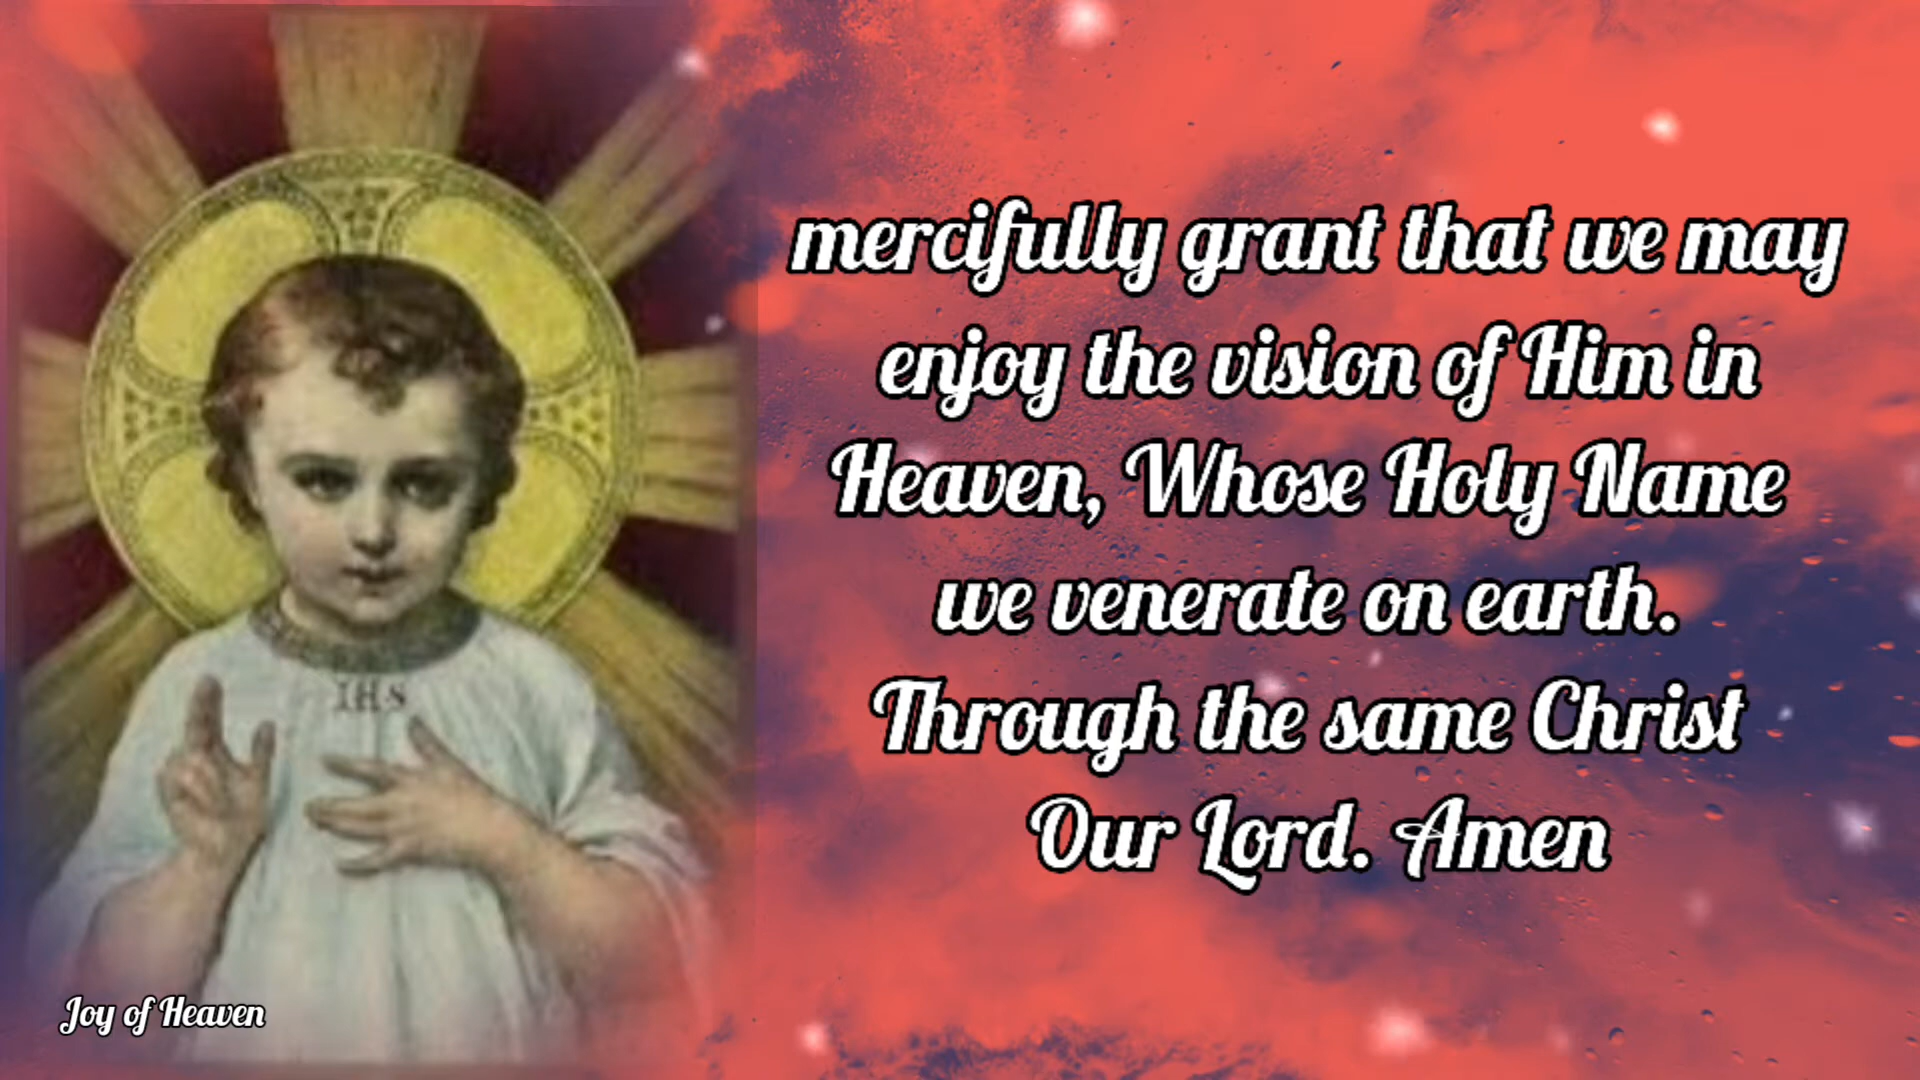 mercifully grant that we may
enjoy the vision of Him in
Heaven, Whose Holy Name
we venerate on earth.
Through the same Christ
Our Lord. Amen
IHS
Joy of Heaven